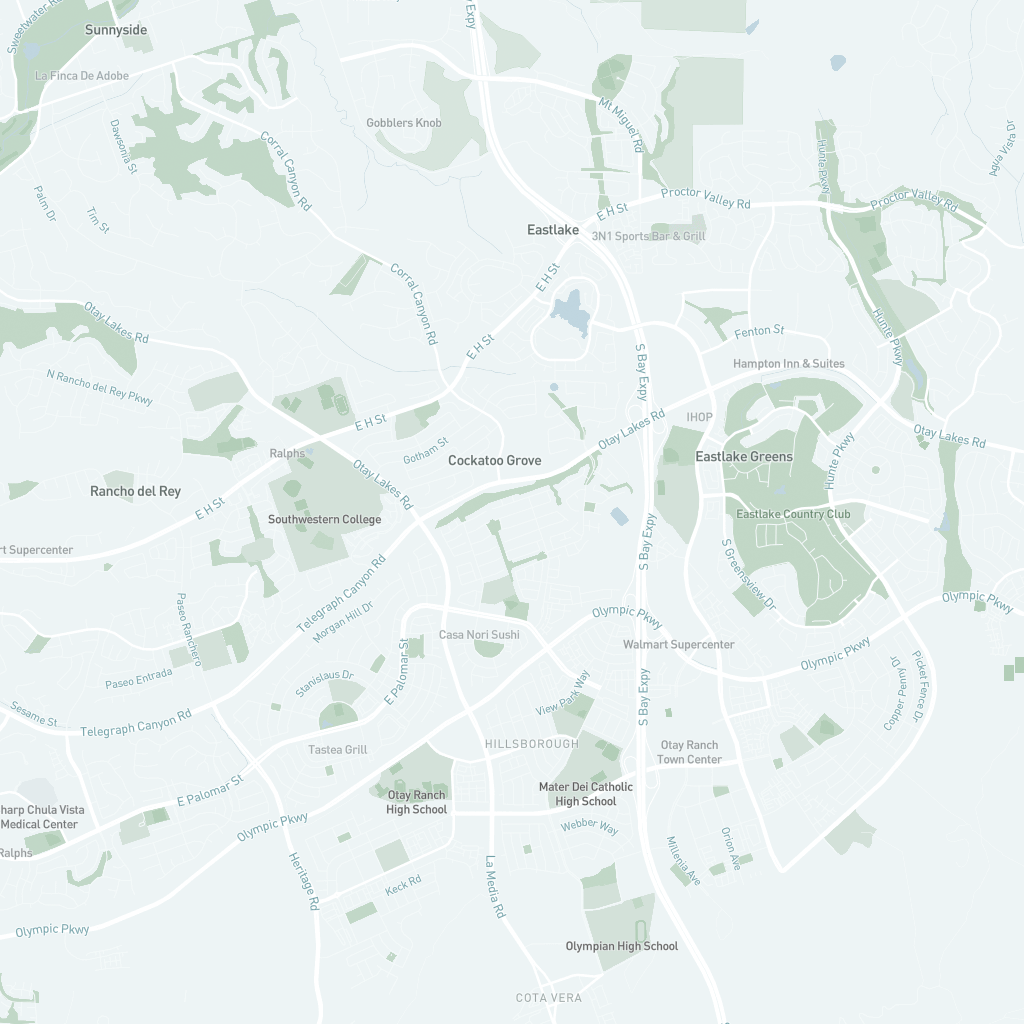 Sweetwater Rd
Sunnyside
La Finca De Adobe
Expy
Mt Miguel Rd
Gobblers Knob
Dawsonia St
Corral Canyon Rd
Hunte Pkwy
Agua Vista Dr
Palm Dr
Tim St
E H St
Proctor Valley Rd
Proctor Valley Rd
Eastlake
3N1 Sports Bar & Grill
Corral Canyon Rd
E H St
Otay Lakes Rd
E H St
S Bay Expy
Fenton St
Hunte Pkwy
Hampton Inn & Suites
N Rancho del Rey Pkwy
E H St
Otay Lakes Rd
IHOP
Otay Lakes Rd
Ralphs
Gotham St
Cockatoo Grove
Eastlake Greens
Hunte Pkwy
Rancho del Rey
Otay Lakes Rd
E H St
Southwestern College
Eastlake Country Club
S Bay Expy
rt Supercenter
Telegraph Canyon Rd
S Greensview Dr
Olympic Pkwy
Morgan Hill Dr
Olympic Pkwy
Paseo Ranchero
Casa Nori Sushi
Walmart Supercenter
E Palomar St
Olympic Pkwy
Paseo Entrada
Stanislaus Dr
Copper Penny Dr
Picket Fence Dr
S Bay Expy
View Park Way
Sesame St
Telegraph Canyon Rd
Tastea Grill
HILLSBOROUGH
Otay Ranch
Town Center
E Palomar St
Otay Ranch
High School
Mater Dei Catholic
High School
harp Chula Vista
Medical Center
Olympic Pkwy
Webber Way
Ralphs
Heritage Rd
La Media Rd
Millenia Ave
Orion Ave
Keck Rd
Olympic Pkwy
Olympian High School
COTA VERA